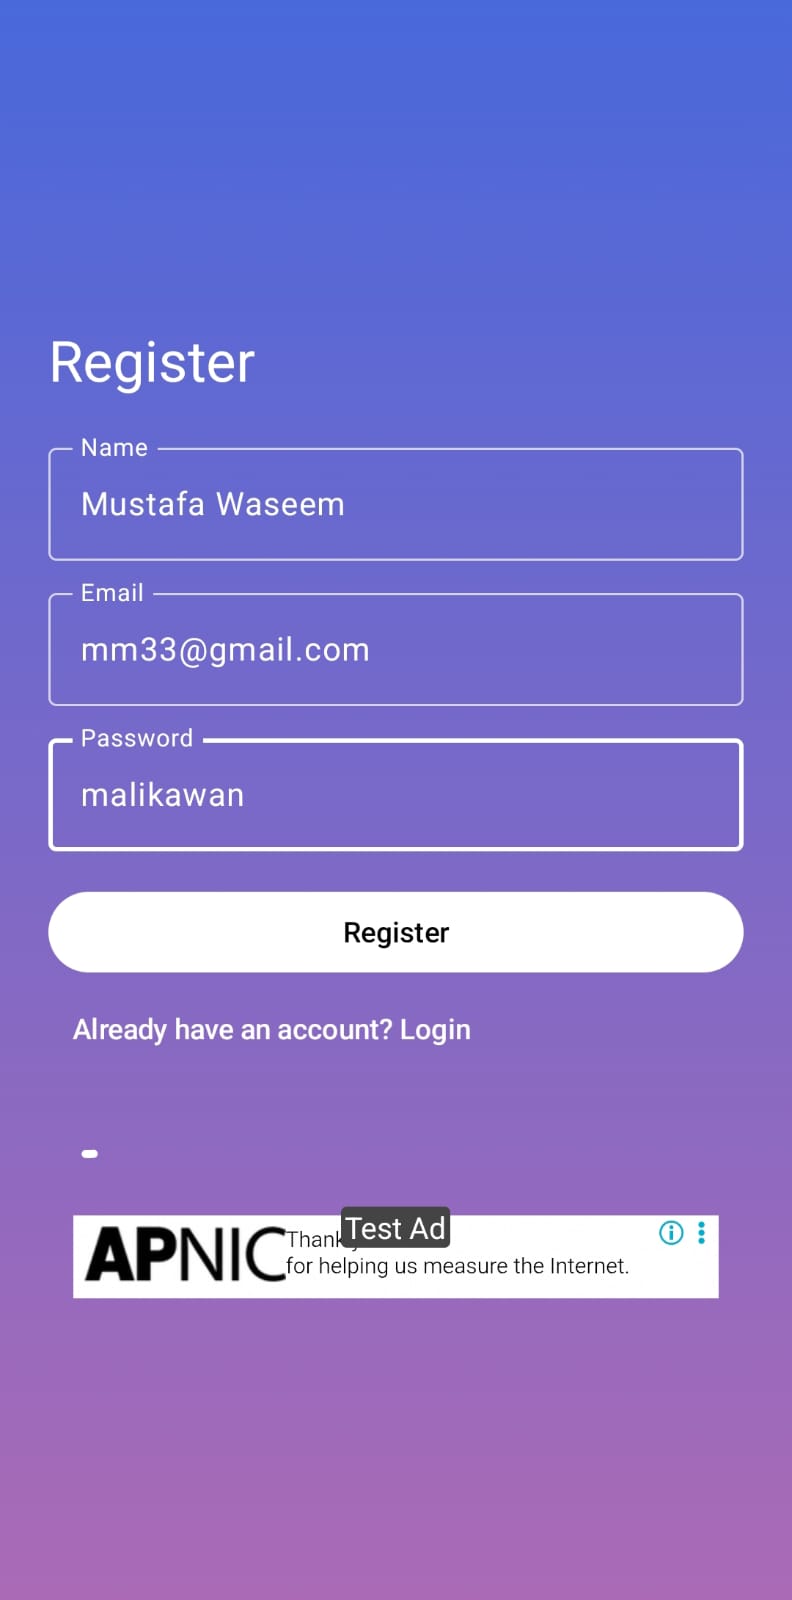 Register
Name
Mustafa Waseem
Email
mm33@gmail.com
Password
malikawan
Register
Already have an account? Login
Test Ad
APNIC
Thank
for helping us measure the Internet.